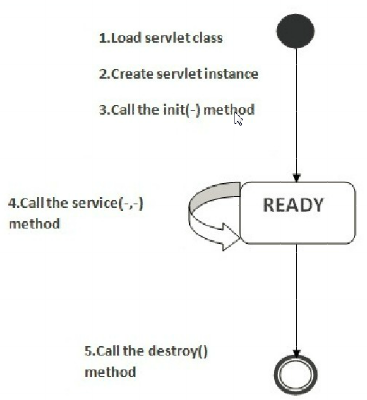 1.Load servlet class
2.Create servlet instance
3.Call the init(-) method
READY
4.Call the service(-,-)
method
5.Call the destroy()
method